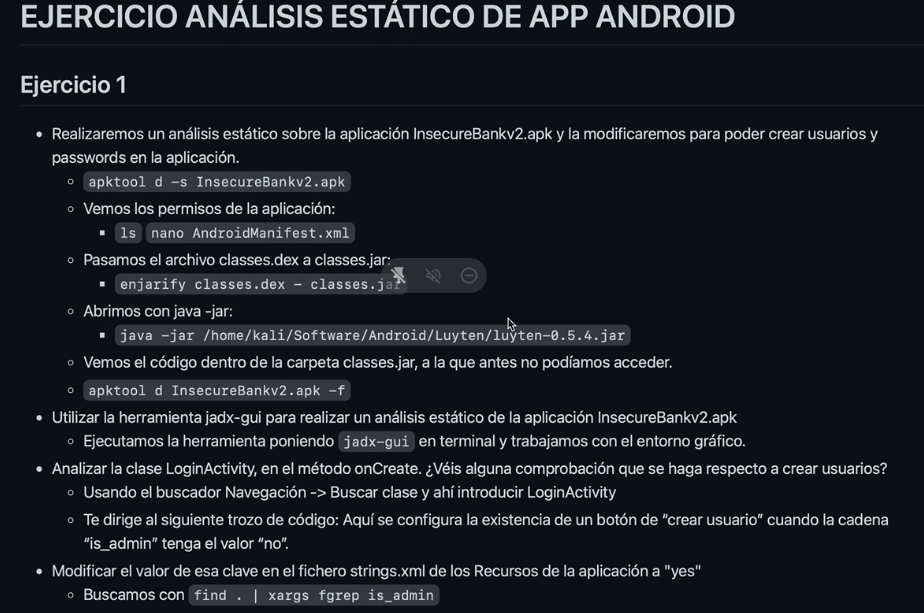 EJERCICIO ANÁLISIS ESTÁTICO DE APP ANDROID
Ejercicio 1
Realizaremos un análisis estático sobre la aplicación InsecureBankv2.apk y la modificaremos para poder crear usuarios y
passwords en la aplicación.
apktool d -s InsecureBankv2.apk
Vemos los permisos de la aplicación:
ls nano AndroidManifest.xml
Pasamos el archivo classes.dex a classes.jar:
enjarify classes.dex - classes.jar
Abrimos con java -jar:
java -jar /home/kali/Software/Android/Luyten/luyten-0.5.4.jar
Vemos el código dentro de la carpeta classes.jar, a la que antes no podíamos acceder.
apktool d InsecureBankv2.apk -f
Utilizar la herramienta jadx-gui para realizar un análisis estático de la aplicación InsecureBankv2.apk
Ejecutamos la herramienta poniendo jadx-gui en terminal y trabajamos con el entorno gráfico.
Analizar la clase LoginActivity, en el método onCreate. ¿Véis alguna comprobación que se haga respecto a crear usuarios?
Usando el buscador Navegación -> Buscar clase y ahí introducir LoginActivity
Te dirige al siguiente trozo de código: Aquí se configura la existencia de un botón de “crear usuario” cuando la cadena
“is_admin” tenga el valor “no”.
Modificar el valor de esa clave en el fichero strings.xml de los Recursos de la aplicación a "yes"
Buscamos con find . | xargs fgrep is_admin